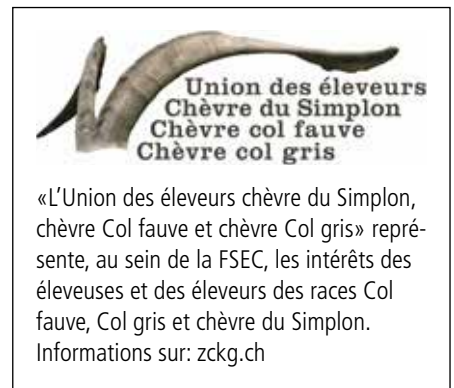 Union des éleveurs
Chèvre du Simplon
Chèvre col fauve
Chèvre col gris
«L’Union des éleveurs chèvre du Simplon,
chèvre Col fauve et chèvre Col gris» repré-
sente, au sein de la FSEC, les intérêts des
éleveuses et des éleveurs des races Col
fauve, Col gris et chèvre du Simplon.
Informations sur: zckg.ch